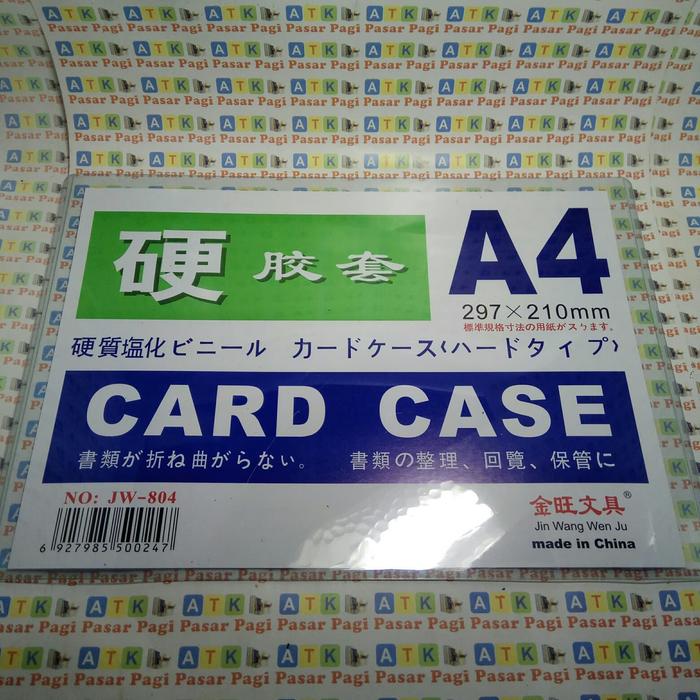 硬 胶套
A4
297×210mm
標準規格寸法の用紙がスゥます。
硬質塩化ビニール カードケース〈ハードタイプ〉
CARD CASE
書類が折ね曲がらない。 書類の整理、回覽、保管に
NO: JW-804
6 927985 500247
金旺文具®
Jin Wang Wen Ju
made in China
ATK
Pasar Pagi